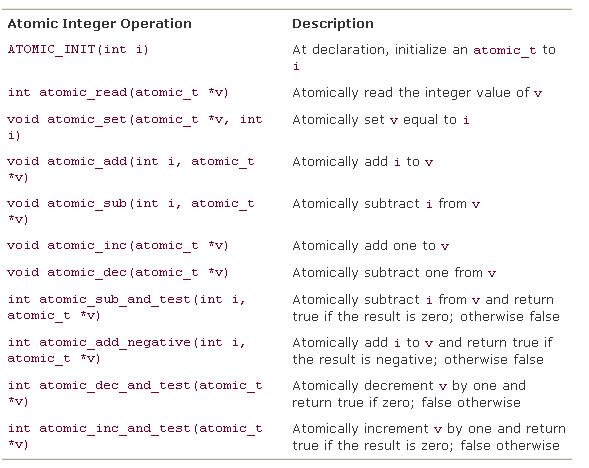 Atomic Integer Operation Description
ATOMIC_INIT(int i) At declaration, initialize an atomic_t to
i
int atomic_read(atomic_t *v) Atomically read the integer value of v
void atomic_set(atomic_t *v, int Atomically set v equal to i
i)
void atomic_add(int i, atomic_t Atomically add i to v
*v)
void atomic_sub(int i, atomic_t Atomically subtract i from v
*v)
void atomic_inc(atomic_t *v) Atomically add one to v
void atomic_dec(atomic_t *v) Atomically subtract one from v
int atomic_sub_and_test(int i, Atomically subtract i from v and return
atomic_t *v) true if the result is zero; otherwise false
int atomic_add_negative(int i, Atomically add i to v and return true if
atomic_t *v) the result is negative; otherwise false
int atomic_dec_and_test(atomic_t Atomically decrement v by one and
*v) return true if zero; false otherwise
int atomic_inc_and_test(atomic_t Atomically increment v by one and return
*v) true if the result is zero; false otherwise